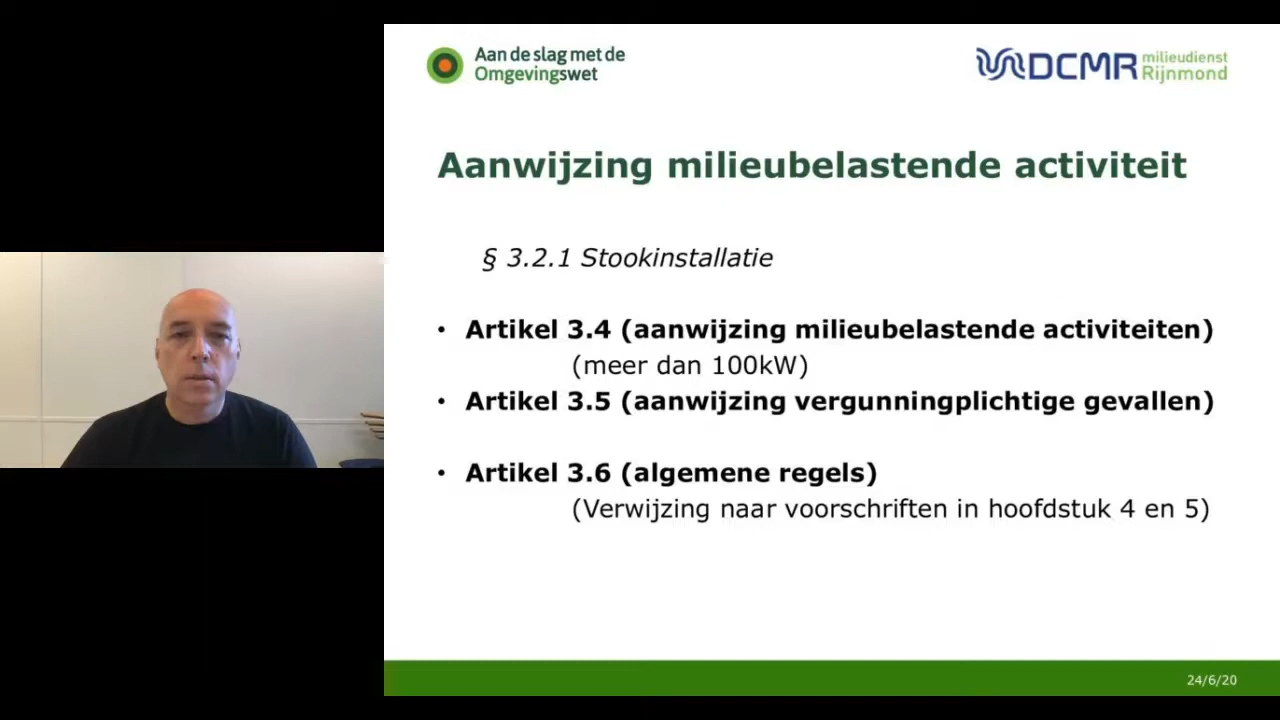 Aan de slag met de
Omgevingswet
DCMR milieudienst
Rijnmond
Aanwijzing milieubelastende activiteit
§ 3.2.1 Stookinstallatie
• Artikel 3.4 (aanwijzing milieubelastende activiteiten)
(meer dan 100kW)
• Artikel 3.5 (aanwijzing vergunningplichtige gevallen)
• Artikel 3.6 (algemene regels)
(Verwijzing naar voorschriften in hoofdstuk 4 en 5)
24/6/20